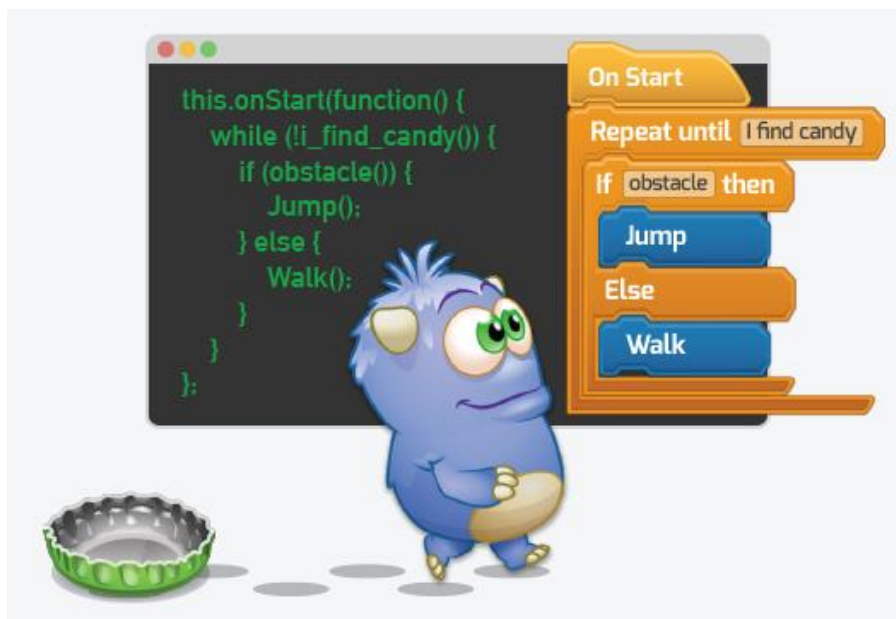 this.onStart(function() {
while (!i_find_candy()) {
if (obstacle()) {
Jump();
} else {
Walk();
}
}
};
On Start
Repeat until I find candy
If obstacle then
Jump
Else
Walk